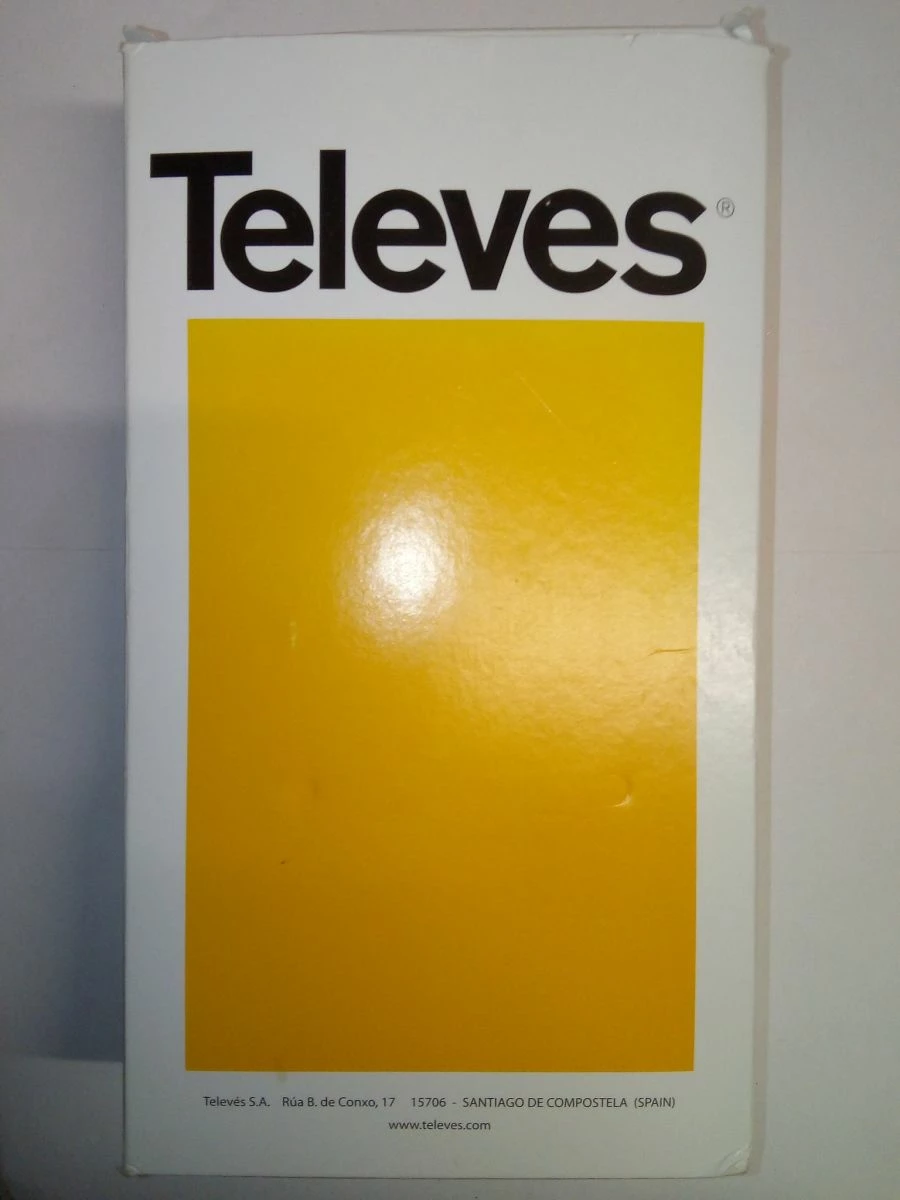 Televes®
Televés S.A. Rúa B. de Conxo, 17 15706 - SANTIAGO DE COMPOSTELA (SPAIN)
www.televes.com